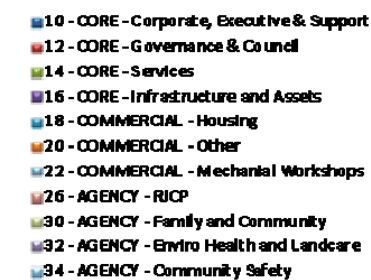 10 - CORE - Corporate, Executive & Support
12 - CORE - Governance & Council
14 - CORE - Services
16 - CORE - Infrastructure and Assets
18 - COMMERCIAL - Housing
20 - COMMERCIAL - Other
22 - COMMERCIAL - Mechanial Workshops
26 - AGENCY - RJCP
30 - AGENCY - Family and Community
32 - AGENCY - Enviro Health and Landcare
34 - AGENCY - Community Safety